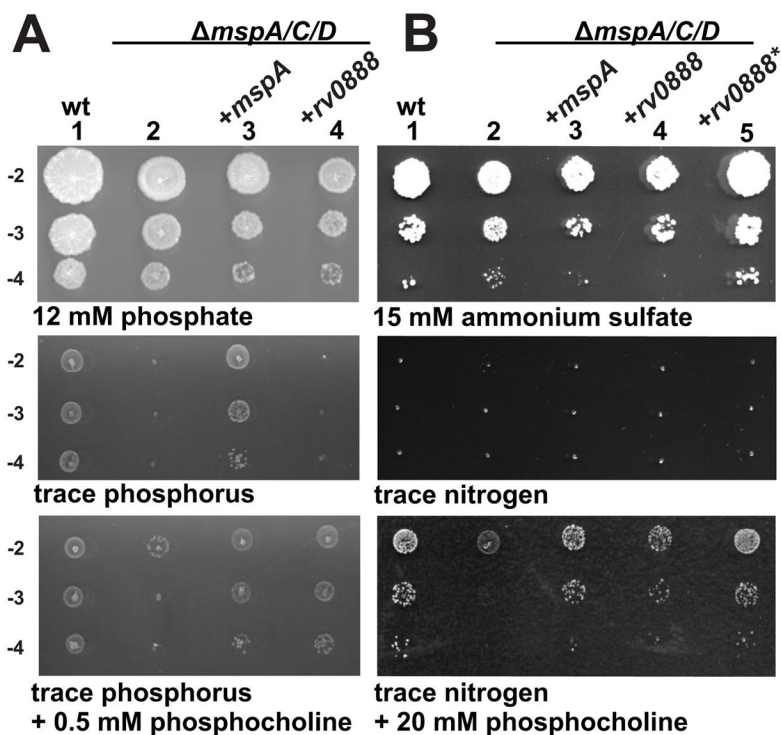 A
ΔmspA/C/D
wt
+mspA
+rv0888
1 2 3 4
-2
-3
-4
12 mM phosphate
-2
-3
-4
trace phosphorus
-2
-3
-4
trace phosphorus
+ 0.5 mM phosphocholine
B
ΔmspA/C/D
wt
+mspA
+rv0888
+rv0888*
1 2 3 4 5
15 mM ammonium sulfate
trace nitrogen
trace nitrogen
+ 20 mM phosphocholine